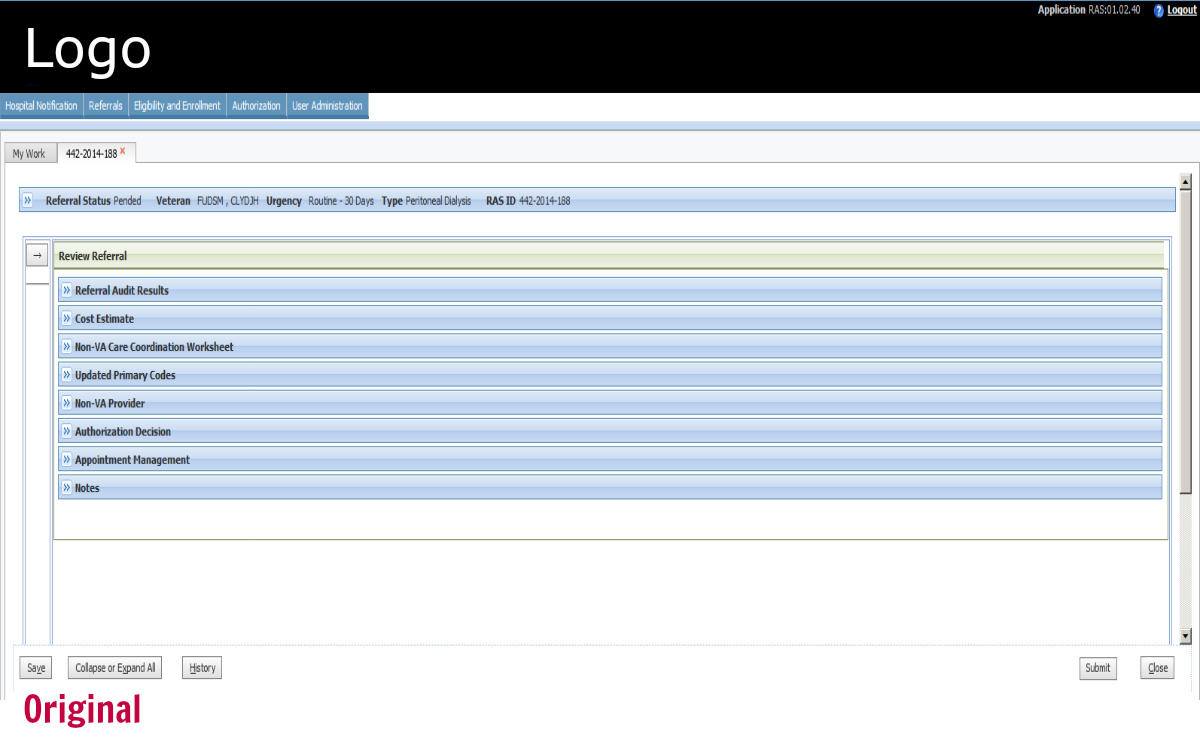 Application RAS:01.02.40 ? Logout
Logo
Hospital Notification Referrals Eligibility and Enrollment Authorization User Administration
My Work 442-2014-188 x
» Referral Status Pended Veteran FUDSM , CLYDJH Urgency Routine - 30 Days Type Peritoneal Dialysis RAS ID 442-2014-188
→ Review Referral
» Referral Audit Results
» Cost Estimate
» Non-VA Care Coordination Worksheet
» Updated Primary Codes
» Non-VA Provider
» Authorization Decision
» Appointment Management
» Notes
Save Collapse or Expand All History Submit Close
Original